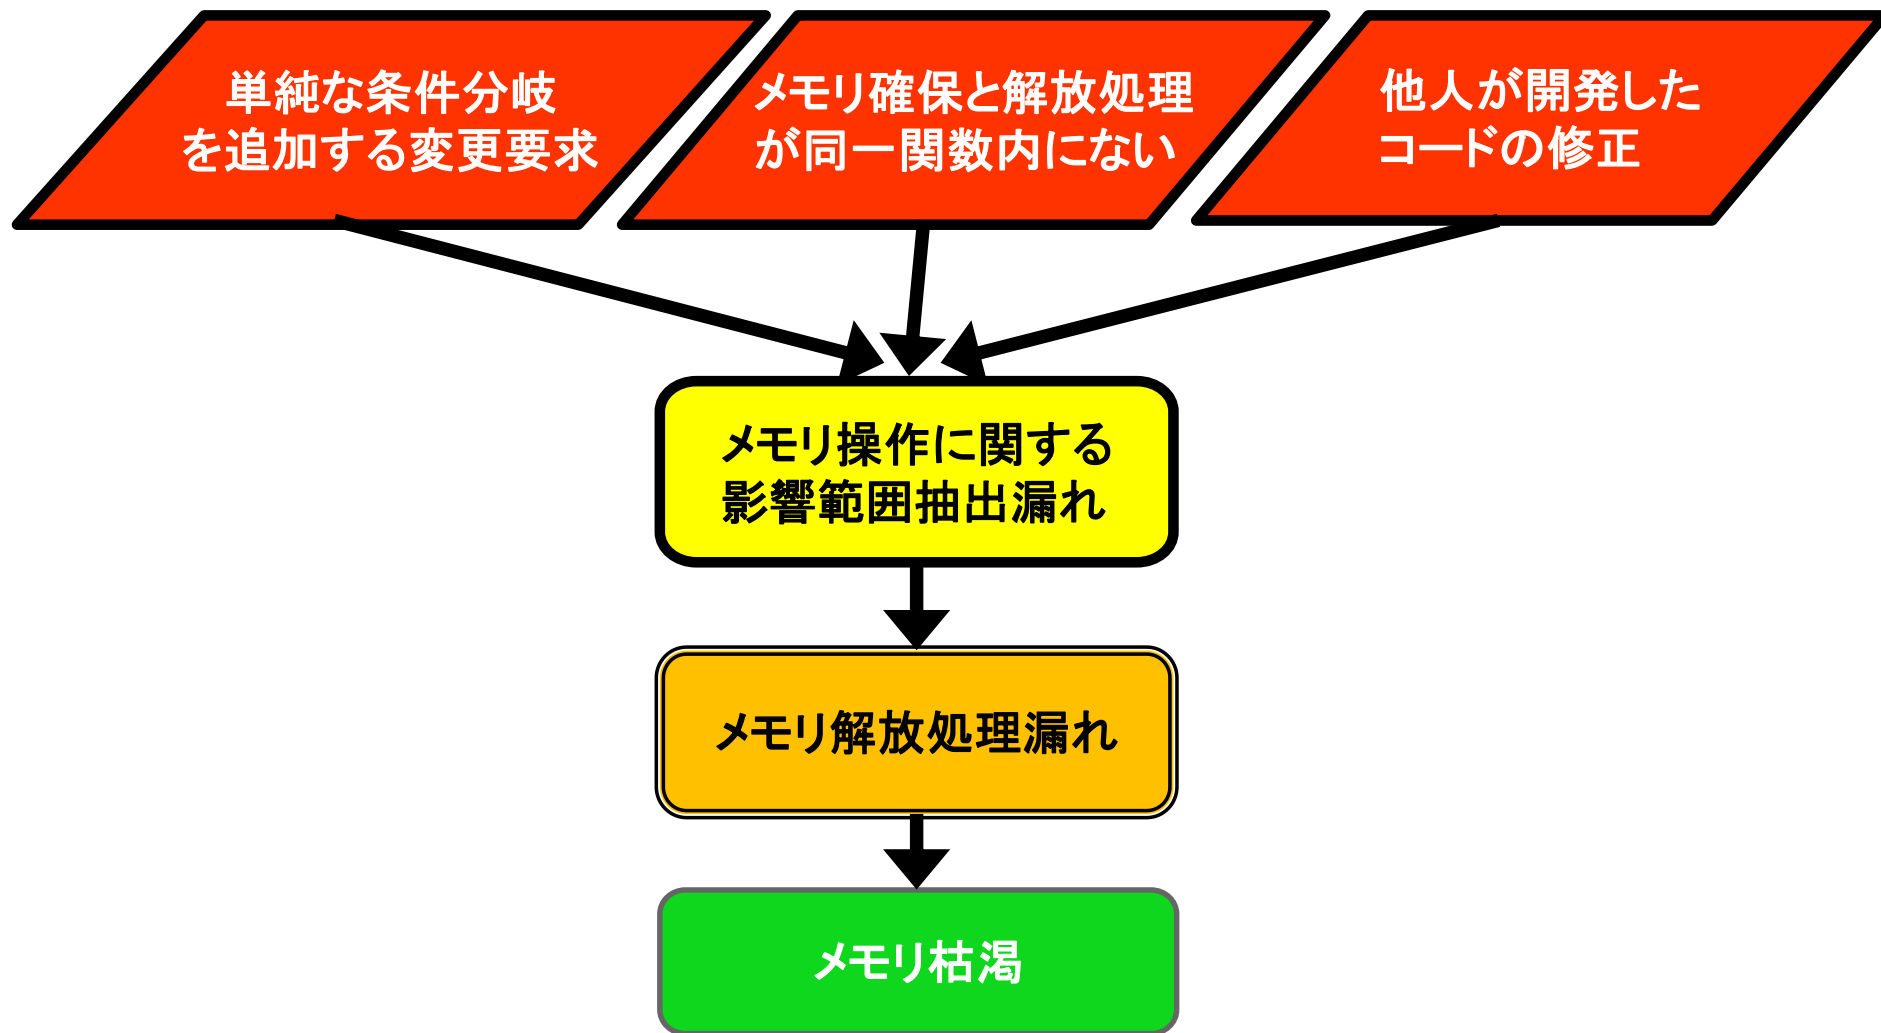 単純な条件分岐
を追加する変更要求
メモリ確保と解放処理
が同一関数内にない
他人が開発した
コードの修正
メモリ操作に関する
影響範囲抽出漏れ
メモリ解放処理漏れ
メモリ枯渇